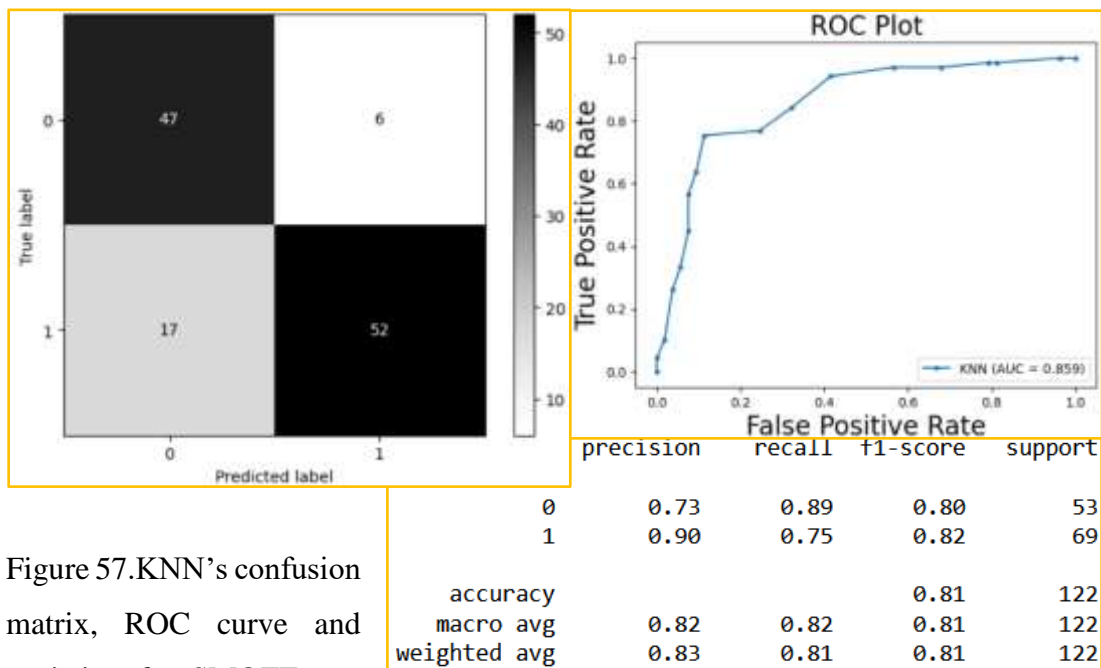 True label
0
1
47
6
17
52
0
1
Predicted label
50
40
30
20
10
ROC Plot
True Positive Rate
1.0
0.8
0.6
0.4
0.2
0.0
KNN (AUC = 0.859)
0.0 0.2 0.4 0.6 0.8 1.0
False Positive Rate
precision recall f1-score support
0 0.73 0.89 0.80 53
1 0.90 0.75 0.82 69
accuracy 0.81 122
macro avg 0.82 0.82 0.81 122
weighted avg 0.83 0.81 0.81 122
Figure 57.KNN’s confusion
matrix, ROC curve and